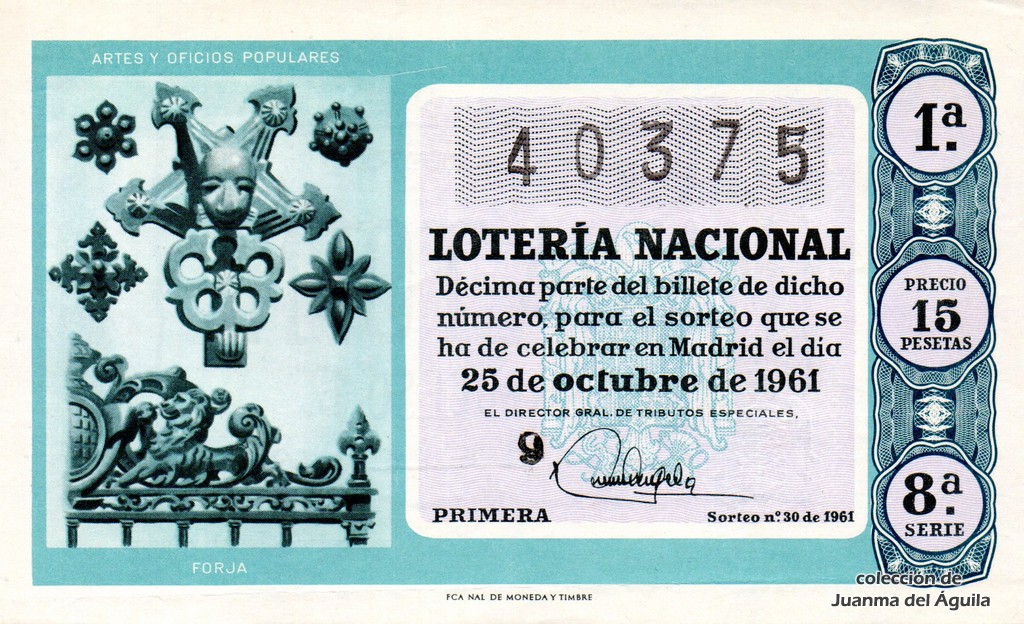 ARTES Y OFICIOS POPULARES
FORJA
40375
LOTERÍA NACIONAL
Décima parte del billete de dicho
número, para el sorteo que se
ha de celebrar en Madrid el día
25 de octubre de 1961
EL DIRECTOR GRAL. DE TRIBUTOS ESPECIALES,
9
PRIMERA
Sorteo nº. 30 de 1961
1.ª
PRECIO
15
PESETAS
8.ª
SERIE
FCA NAL DE MONEDA Y TIMBRE
colección de
Juanma del Águila